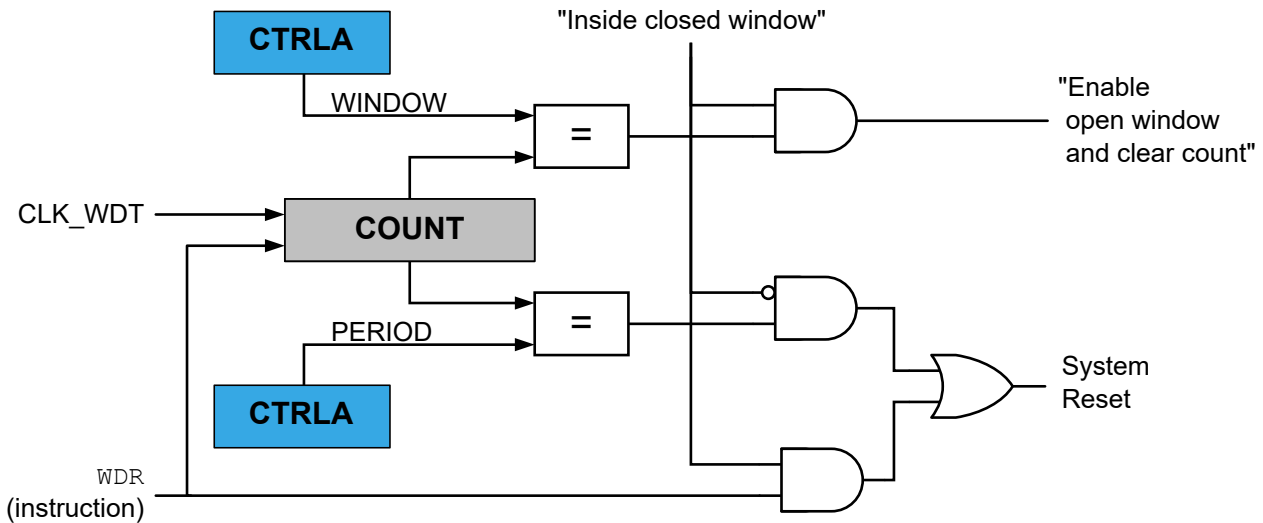 "Inside closed window"
CTRLA
WINDOW
=
"Enable
open window
and clear count"
CLK_WDT
COUNT
=
PERIOD
CTRLA
System
Reset
WDR
(instruction)